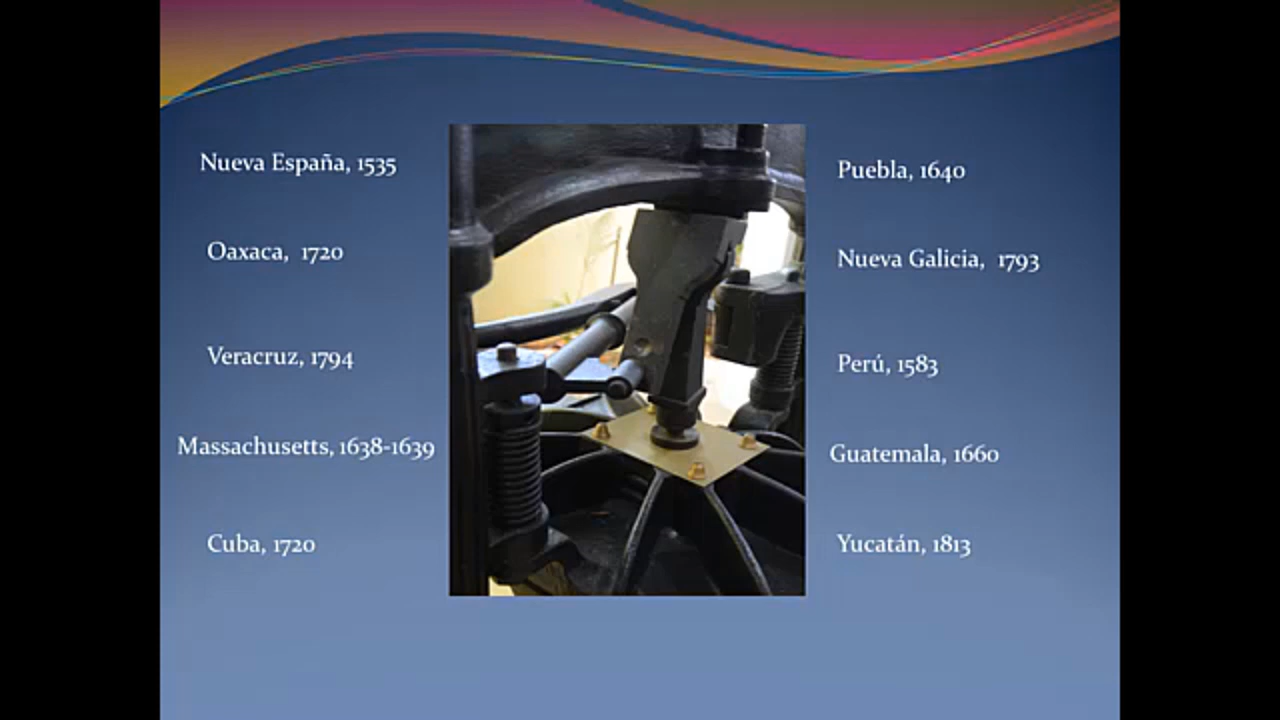 Nueva España, 1535
Oaxaca, 1720
Veracruz, 1794
Massachusetts, 1638-1639
Cuba, 1720
Puebla, 1640
Nueva Galicia, 1793
Perú, 1583
Guatemala, 1660
Yucatán, 1813